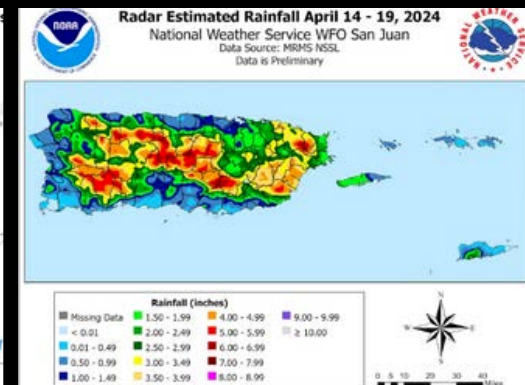 Radar Estimated Rainfall April 14 - 19, 2024
National Weather Service WFO San Juan
Data Source: MRMS NSSL
Data is Preliminary
NOAA
Rainfall (inches)
Missing Data
< 0.01
0.01 - 0.49
0.50 - 0.99
1.00 - 1.49
1.50 - 1.99
2.00 - 2.49
2.50 - 2.99
3.00 - 3.49
3.50 - 3.99
4.00 - 4.99
5.00 - 5.99
6.00 - 6.99
7.00 - 7.99
8.00 - 8.99
9.00 - 9.99
≥ 10.00
N
W
E
S
0 5 10 20 30 40
Miles